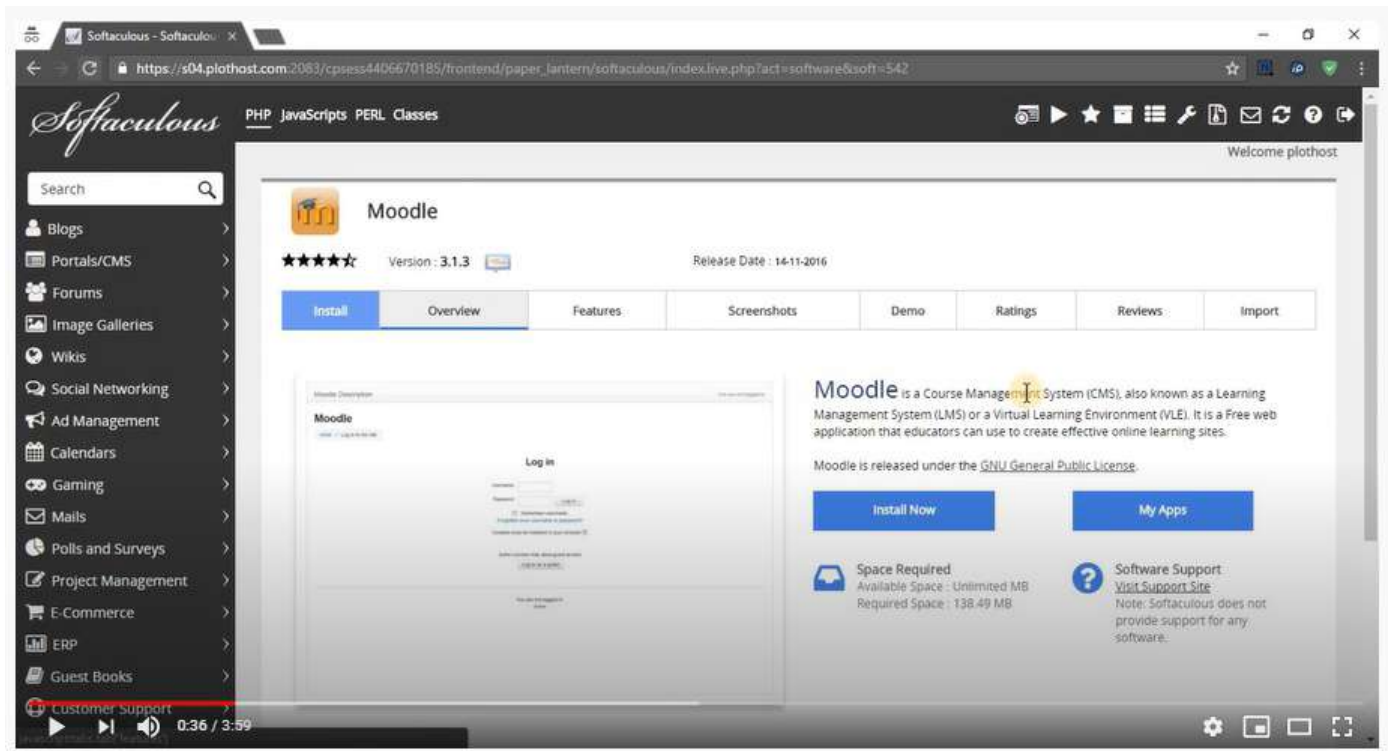 Softaculous - Softaculou
https://s04.plothost.com:2083/cpsess4406670185/frontend/paper_lantern/softaculous/index.live.php?act=software&soft=542
Softaculous
PHP JavaScripts PERL Classes
Welcome plothost
Search
Blogs
Portals/CMS
Forums
Image Galleries
Wikis
Social Networking
Ad Management
Calendars
Gaming
Mails
Polls and Surveys
Project Management
E-Commerce
ERP
Guest Books
Customer Support
Moodle
Version : 3.1.3
Release Date : 14-11-2016
Install Overview Features Screenshots Demo Ratings Reviews Import
Moodle Description
Moodle
Log in
Moodle is a Course Management System (CMS), also known as a Learning
Management System (LMS) or a Virtual Learning Environment (VLE). It is a Free web
application that educators can use to create effective online learning sites.
Moodle is released under the GNU General Public License.
Install Now
My Apps
Space Required
Available Space : Unlimited MB
Required Space : 138.49 MB
Software Support
Visit Support Site
Note: Softaculous does not
provide support for any
software.
0:36 / 3:59